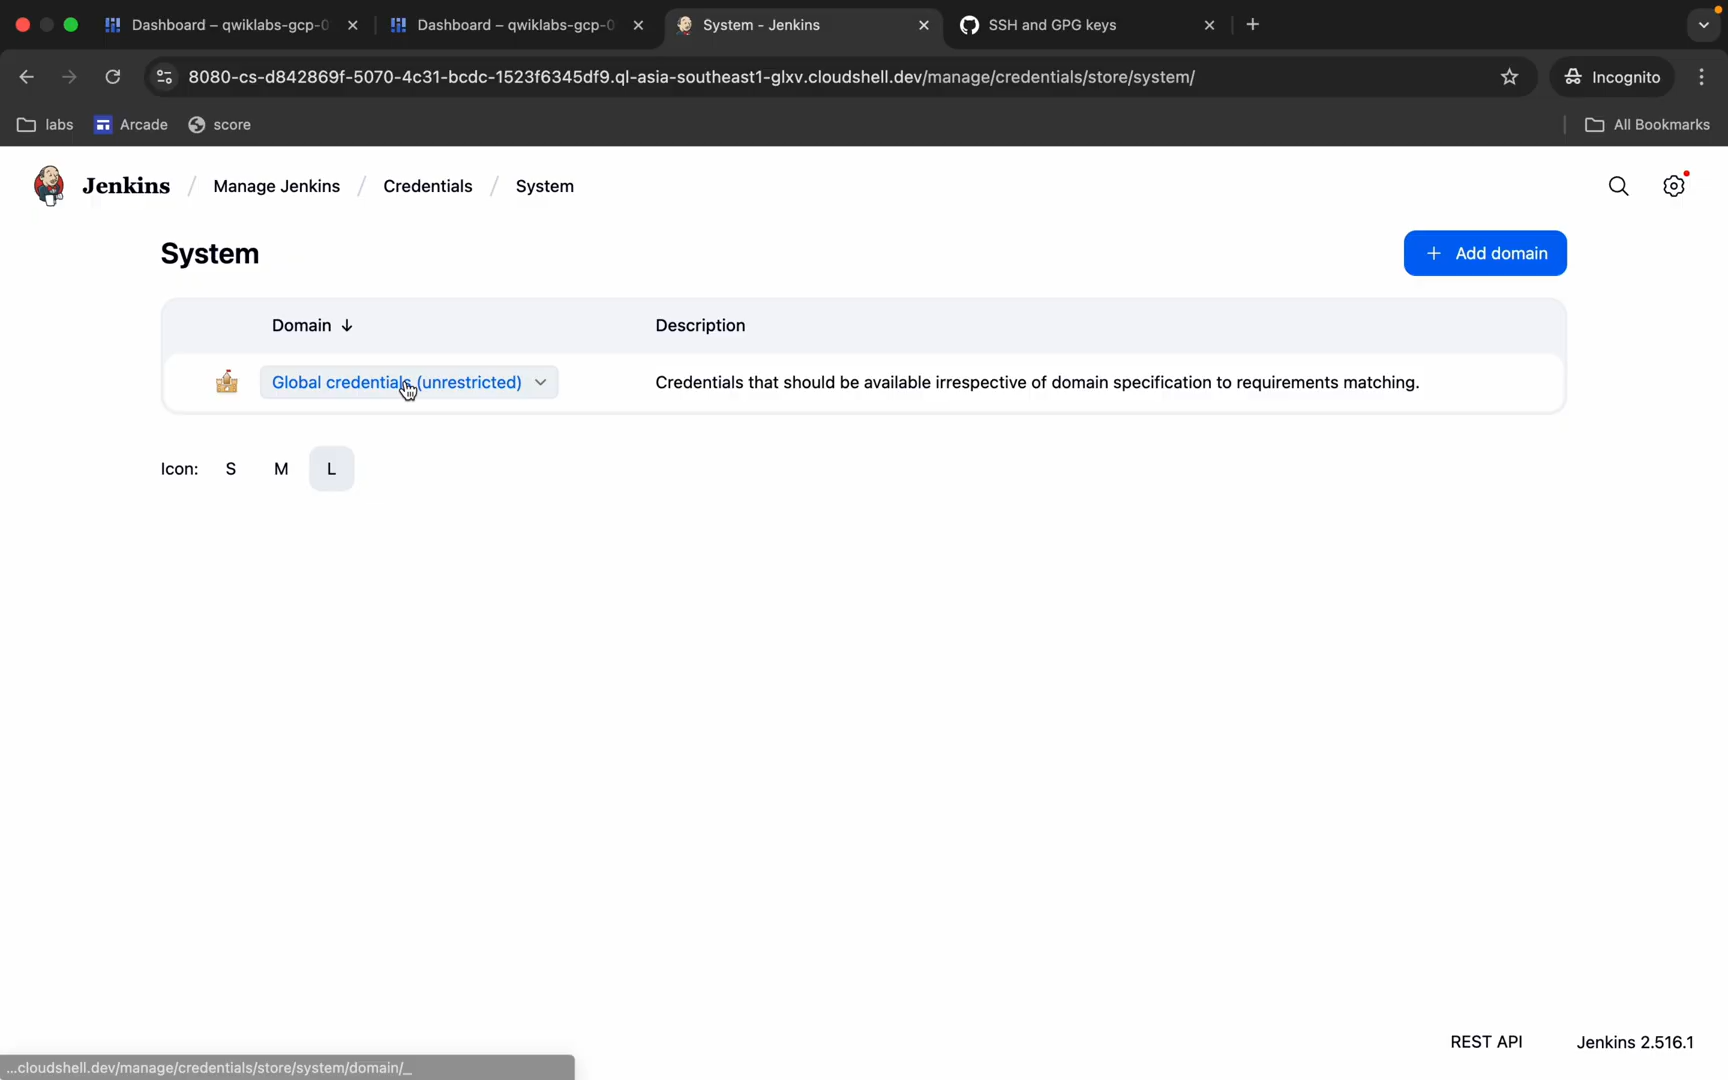 Dashboard – qwiklabs-gcp-0
Dashboard – qwiklabs-gcp-0
System - Jenkins
SSH and GPG keys
8080-cs-d842869f-5070-4c31-bcdc-1523f6345df9.ql-asia-southeast1-glxv.cloudshell.dev/manage/credentials/store/system/
Incognito
labs
Arcade
score
All Bookmarks
Jenkins / Manage Jenkins / Credentials / System
System
+ Add domain
Domain ↓
Description
Global credentials (unrestricted)
Credentials that should be available irrespective of domain specification to requirements matching.
Icon: S M L
REST API
Jenkins 2.516.1
...cloudshell.dev/manage/credentials/store/system/domain/_